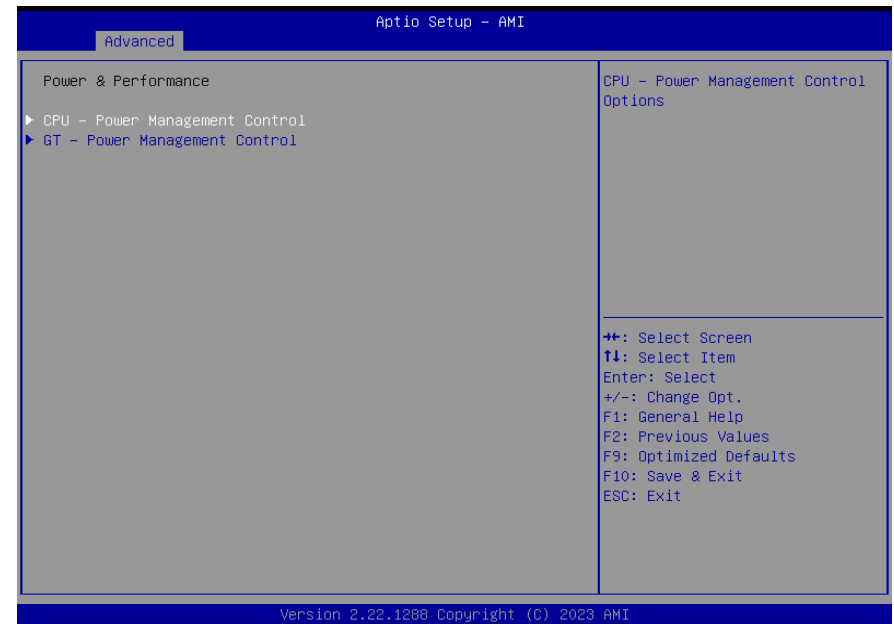 Aptio Setup – AMI
Advanced
Power & Performance
CPU – Power Management Control
GT – Power Management Control
CPU – Power Management Control
Options
→←: Select Screen
↑↓: Select Item
Enter: Select
+/–: Change Opt.
F1: General Help
F2: Previous Values
F9: Optimized Defaults
F10: Save & Exit
ESC: Exit
Version 2.22.1288 Copyright (C) 2023 AMI